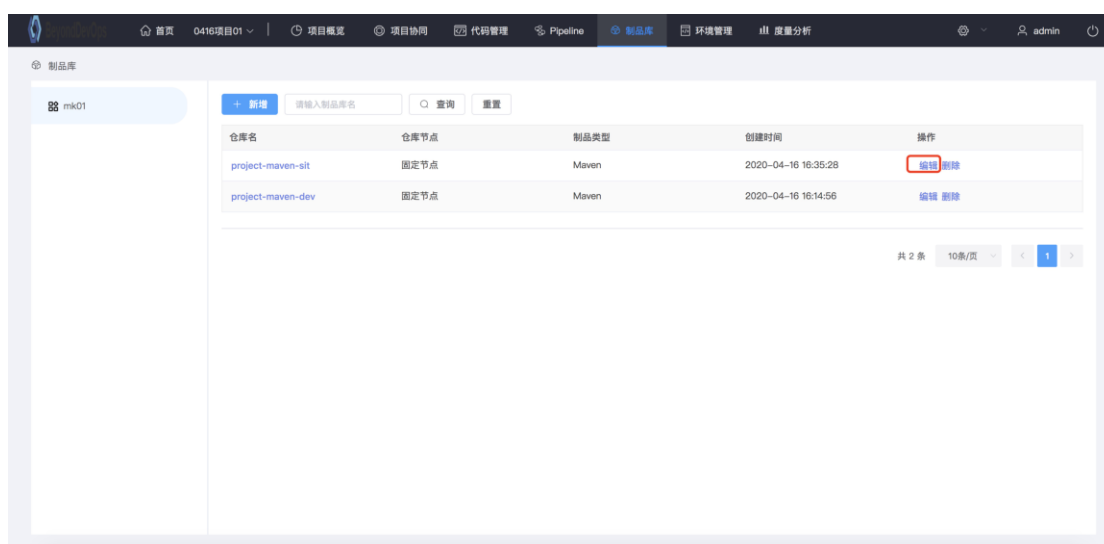 BeyondDevOps 首页 0416项目01 项目概览 项目协同 代码管理 Pipeline 制品库 环境管理 度量分析 admin
制品库
mk01
+ 新增 请输入制品库名 查询 重置
仓库名 仓库节点 制品类型 创建时间 操作
project-maven-sit 固定节点 Maven 2020-04-16 16:35:28 编辑 删除
project-maven-dev 固定节点 Maven 2020-04-16 16:14:56 编辑 删除
共 2 条 10条/页 < 1 >